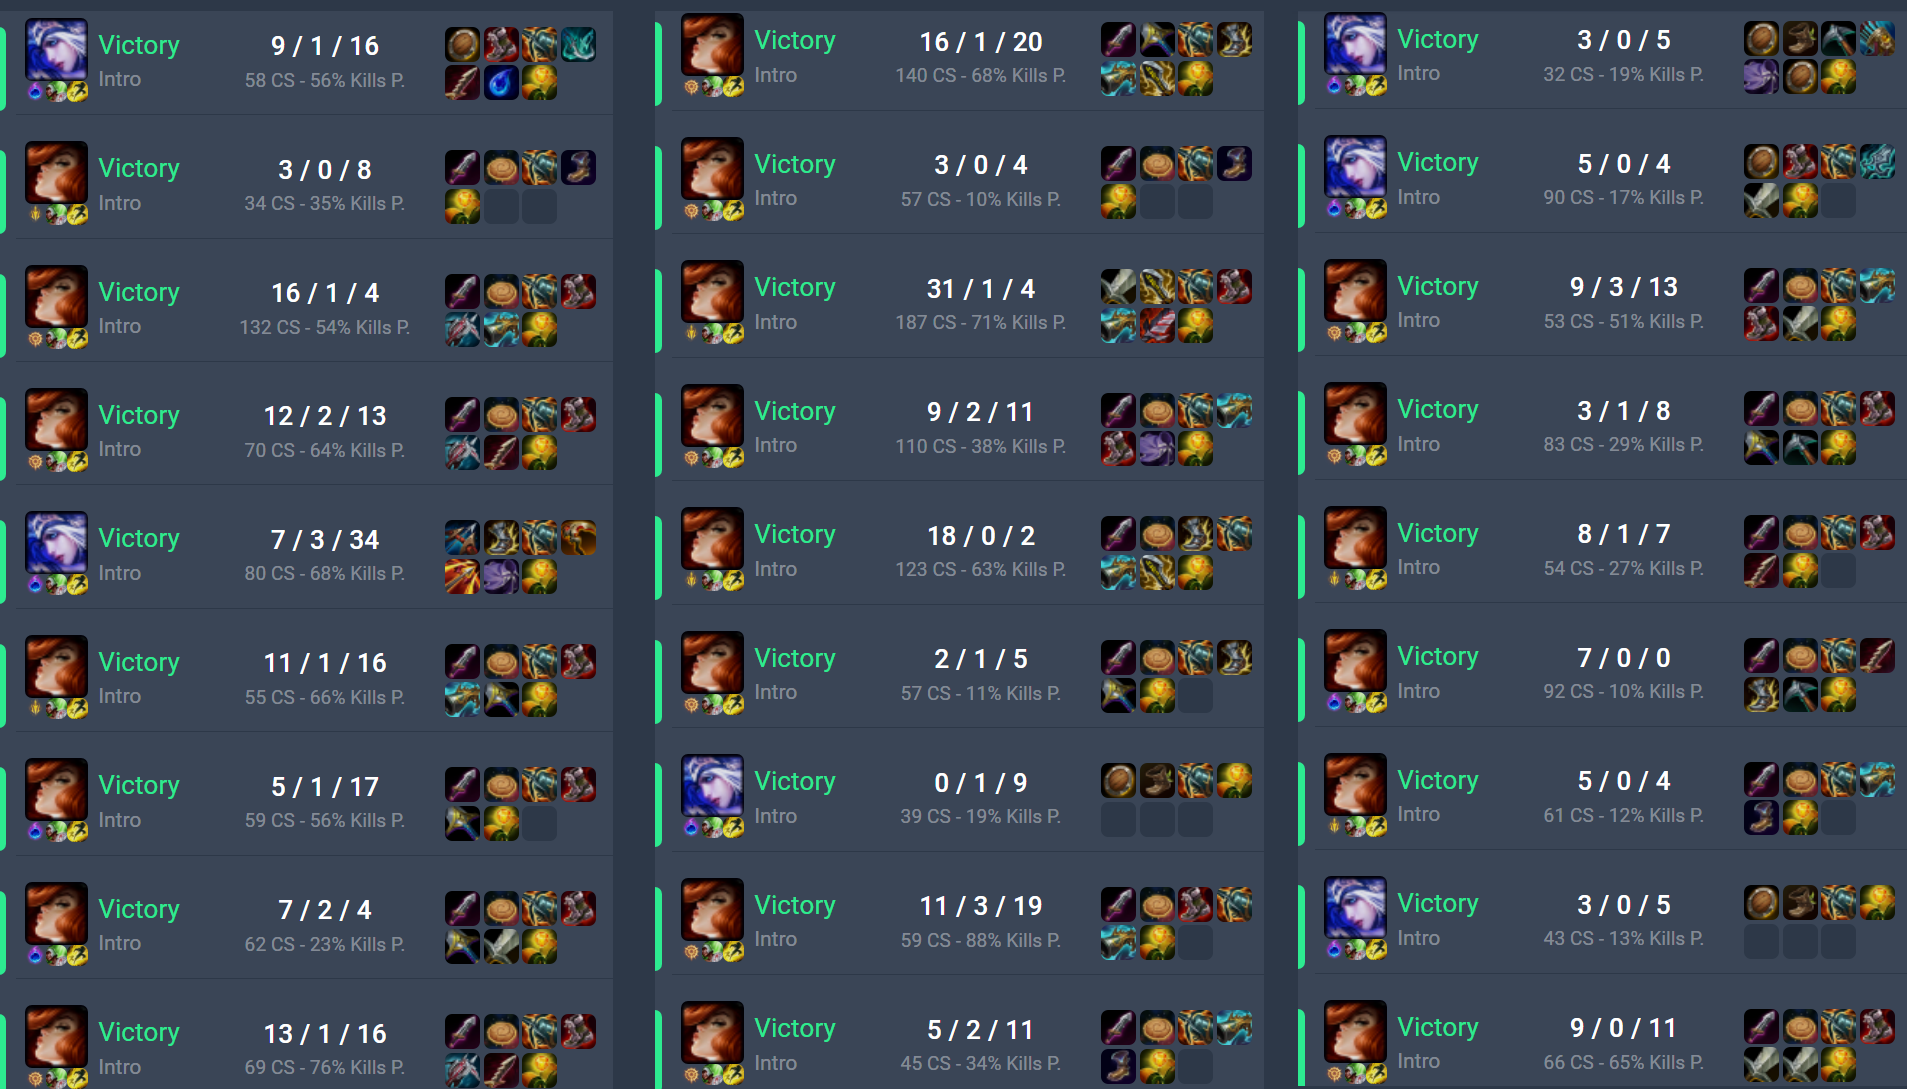 Victory
9 / 1 / 16
Intro
58 CS - 56% Kills P.
Victory
3 / 0 / 8
Intro
34 CS - 35% Kills P.
Victory
16 / 1 / 4
Intro
132 CS - 54% Kills P.
Victory
12 / 2 / 13
Intro
70 CS - 64% Kills P.
Victory
7 / 3 / 34
Intro
80 CS - 68% Kills P.
Victory
11 / 1 / 16
Intro
55 CS - 66% Kills P.
Victory
5 / 1 / 17
Intro
59 CS - 56% Kills P.
Victory
7 / 2 / 4
Intro
62 CS - 23% Kills P.
Victory
13 / 1 / 16
Intro
69 CS - 76% Kills P.
Victory
16 / 1 / 20
Intro
140 CS - 68% Kills P.
Victory
3 / 0 / 4
Intro
57 CS - 10% Kills P.
Victory
31 / 1 / 4
Intro
187 CS - 71% Kills P.
Victory
9 / 2 / 11
Intro
110 CS - 38% Kills P.
Victory
18 / 0 / 2
Intro
123 CS - 63% Kills P.
Victory
2 / 1 / 5
Intro
57 CS - 11% Kills P.
Victory
0 / 1 / 9
Intro
39 CS - 19% Kills P.
Victory
11 / 3 / 19
Intro
59 CS - 88% Kills P.
Victory
5 / 2 / 11
Intro
45 CS - 34% Kills P.
Victory
3 / 0 / 5
Intro
32 CS - 19% Kills P.
Victory
5 / 0 / 4
Intro
90 CS - 17% Kills P.
Victory
9 / 3 / 13
Intro
53 CS - 51% Kills P.
Victory
3 / 1 / 8
Intro
83 CS - 29% Kills P.
Victory
8 / 1 / 7
Intro
54 CS - 27% Kills P.
Victory
7 / 0 / 0
Intro
92 CS - 10% Kills P.
Victory
5 / 0 / 4
Intro
61 CS - 12% Kills P.
Victory
3 / 0 / 5
Intro
43 CS - 13% Kills P.
Victory
9 / 0 / 11
Intro
66 CS - 65% Kills P.